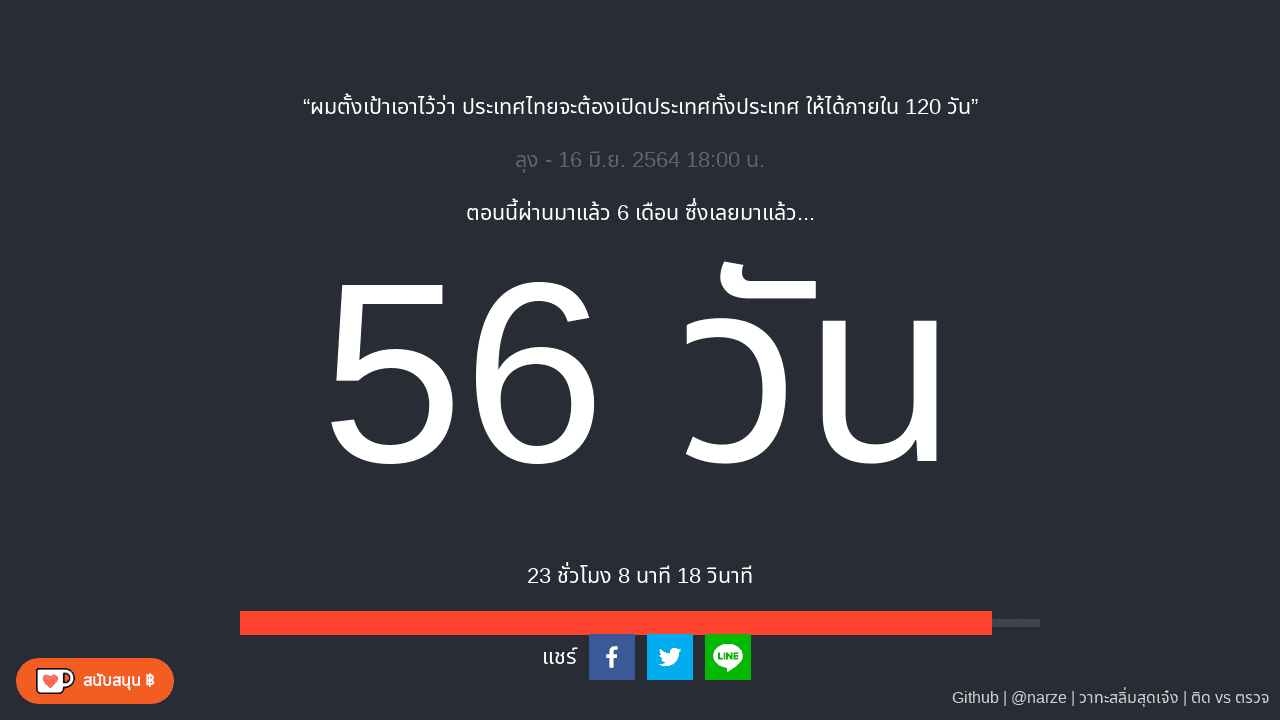 “ผมตั้งเป้าเอาไว้ว่า ประเทศไทยจะต้องเปิดประเทศทั้งประเทศ ให้ได้ภายใน 120 วัน”
ลุง - 16 มิ.ย. 2564 18:00 น.
ตอนนี้ผ่านมาแล้ว 6 เดือน ซึ่งเลยมาแล้ว...
56 วัน
23 ชั่วโมง 8 นาที 18 วินาที
แชร์
LINE
สนับสนุน ฿
Github | @narze | วาทะสลิ่มสุดเจ๋ง | ติด vs ตรวจ